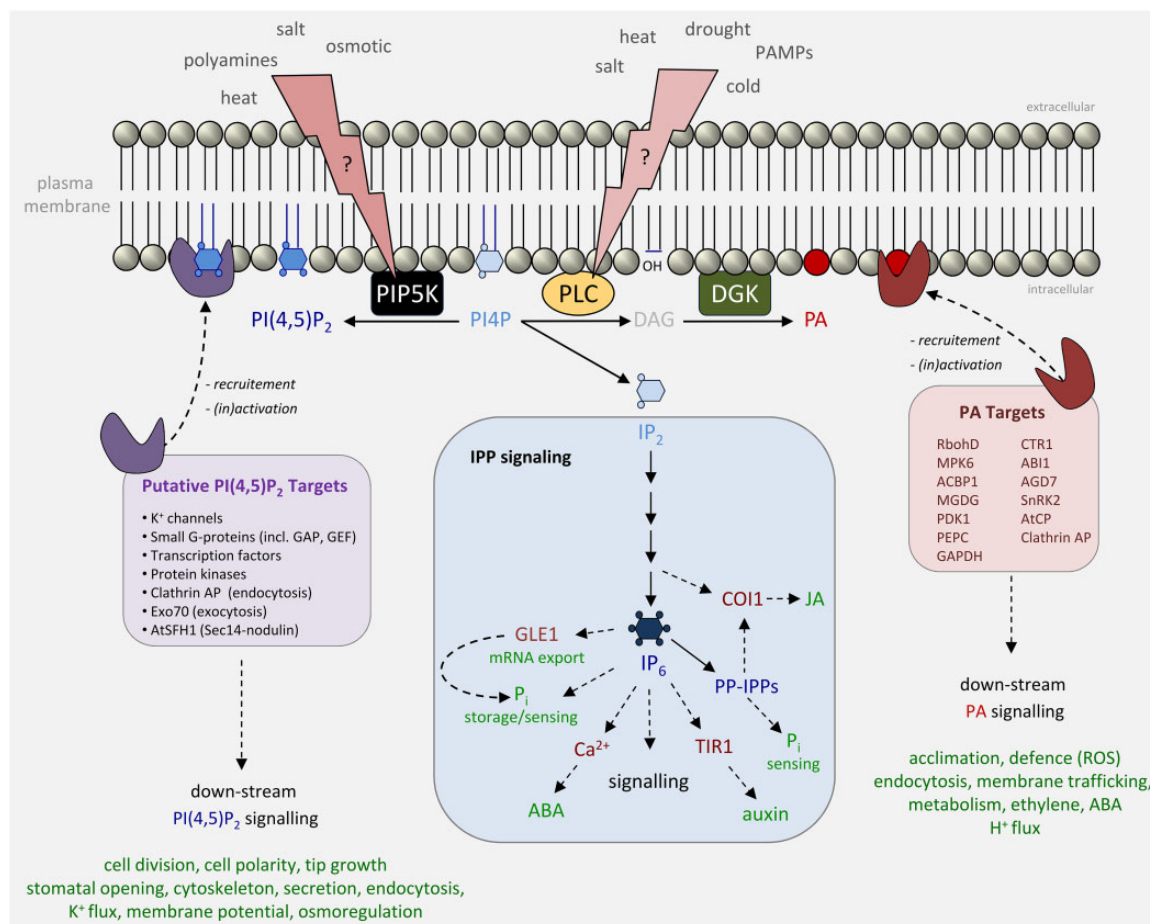 salt
osmotic
polyamines
heat
?
heat
drought
PAMPs
salt
cold
?
extracellular
plasma
membrane
OH
intracellular
PIP5K
PLC
DGK
PI(4,5)P₂
PI4P
DAG
PA
- recruitement
- (in)activation
- recruitement
- (in)activation
Putative PI(4,5)P₂ Targets
• K⁺ channels
• Small G-proteins (incl. GAP, GEF)
• Transcription factors
• Protein kinases
• Clathrin AP (endocytosis)
• Exo70 (exocytosis)
• AtSFH1 (Sec14-nodulin)
down-stream
PI(4,5)P₂ signalling
cell division, cell polarity, tip growth
stomatal opening, cytoskeleton, secretion, endocytosis,
K⁺ flux, membrane potential, osmoregulation
IP₂
IPP signaling
COI1
JA
GLE1
mRNA export
IP₆
PP-IPPs
Pᵢ
storage/sensing
Ca²⁺
TIR1
Pᵢ
sensing
signalling
ABA
auxin
PA Targets
RbohD CTR1
MPK6 ABI1
ACBP1 AGD7
MGDG SnRK2
PDK1 AtCP
PEPC Clathrin AP
GAPDH
down-stream
PA signalling
acclimation, defence (ROS)
endocytosis, membrane trafficking,
metabolism, ethylene, ABA
H⁺ flux